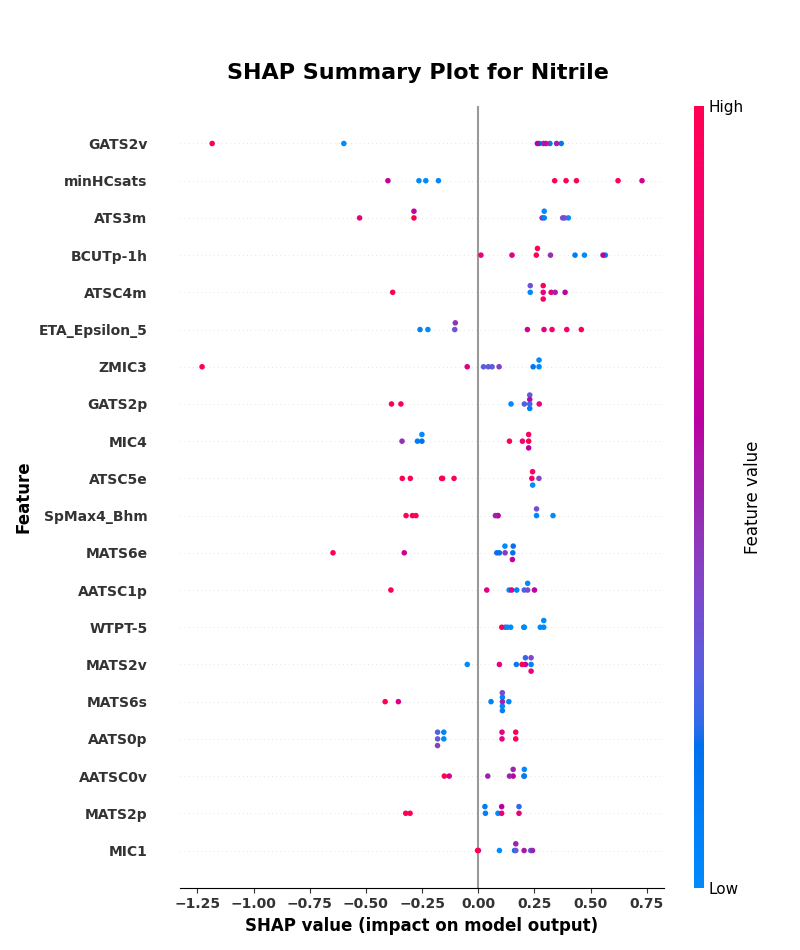 SHAP Summary Plot for Nitrile
High
GATS2v
minHCsats
ATS3m
BCUTp-1h
ATSC4m
ETA_Epsilon_5
ZMIC3
GATS2p
MIC4
ATSC5e
SpMax4_Bhm
MATS6e
AATSC1p
WTPT-5
MATS2v
MATS6s
AATS0p
AATSC0v
MATS2p
MIC1
Feature
Feature value
Low
−1.25 −1.00 −0.75 −0.50 −0.25 0.00 0.25 0.50 0.75
SHAP value (impact on model output)